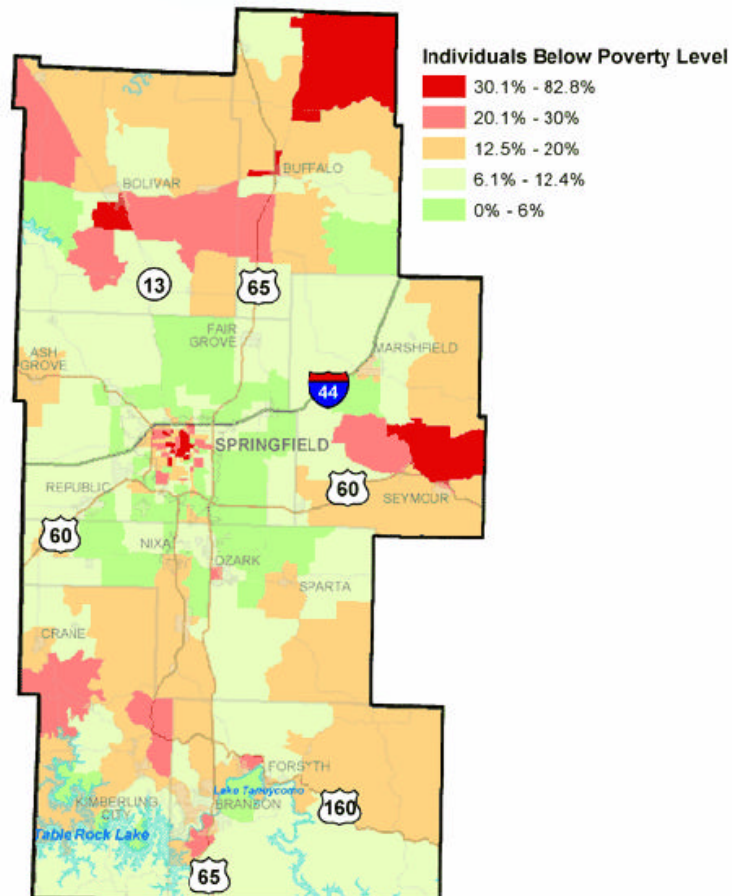 Individuals Below Poverty Level
30.1% - 82.8%
20.1% - 30%
12.5% - 20%
6.1% - 12.4%
0% - 6%
BUFFALO
BOLIVAR
13
65
FAIR
GROVE
ASH
GROVE
MARSHFIELD
44
SPRINGFIELD
REPUBLIC
60
SEYMOUR
60
NIXA
OZARK
SPARTA
CRANE
FORSYTH
Lake Taneycomo
KIMBERLING
CITY
BRANSON
160
Table Rock Lake
65